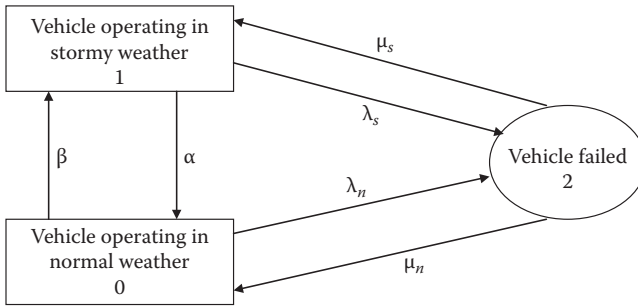 Vehicle operating in
stormy weather
1
μs
λs
β
α
Vehicle failed
2
λn
Vehicle operating in
normal weather
0
μn